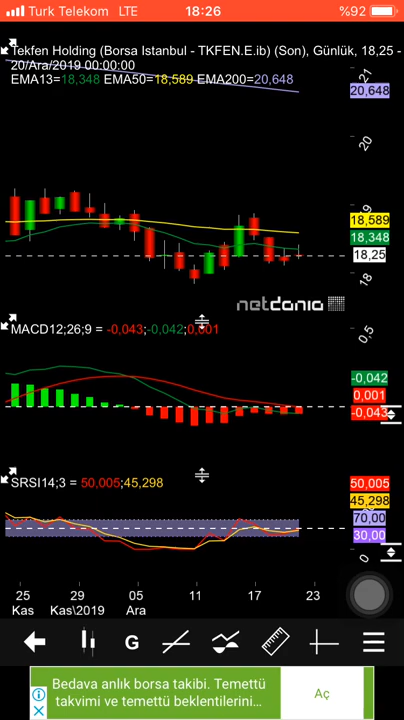 Turk Telekom LTE 18:26 %92
Tekfen Holding (Borsa Istanbul - TKFEN.E.ib) (Son), Günlük, 18,25 -
20/Ara/2019 00:00:00
EMA13=18,348 EMA50=18,589 EMA200=20,648
21
20,648
20
19
18,589
18,348
18,25
18
netdania
MACD12;26;9 = -0,043;-0,042;0,001
0,5
-0,042
0,001
-0,043
SRSI14;3 = 50,005;45,298
50,005
45,298
70,00
30,00
0
25 29 05 11 17 23
Kas Kas\2019 Ara
G
Bedava anlık borsa takibi. Temettü
takvimi ve temettü beklentilerini...
Aç